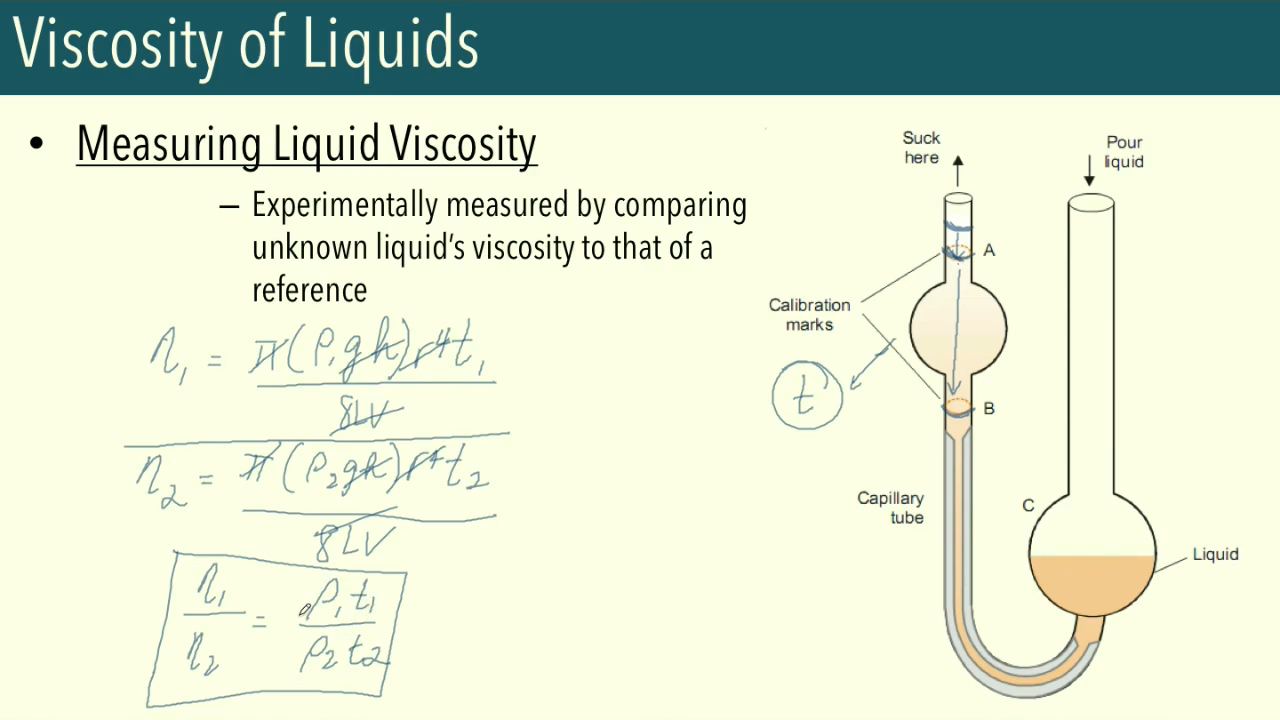 Viscosity of Liquids
• Measuring Liquid Viscosity
– Experimentally measured by comparing
unknown liquid's viscosity to that of a
reference
η₁ = π(ρ₁gh)r⁴t₁
8LV
η₂ = π(ρ₂gh)r⁴t₂
8LV
η₁ = ρ₁t₁
η₂ ρ₂t₂
Suck
here
Pour
liquid
A
Calibration
marks
t
B
Capillary
tube
C
Liquid